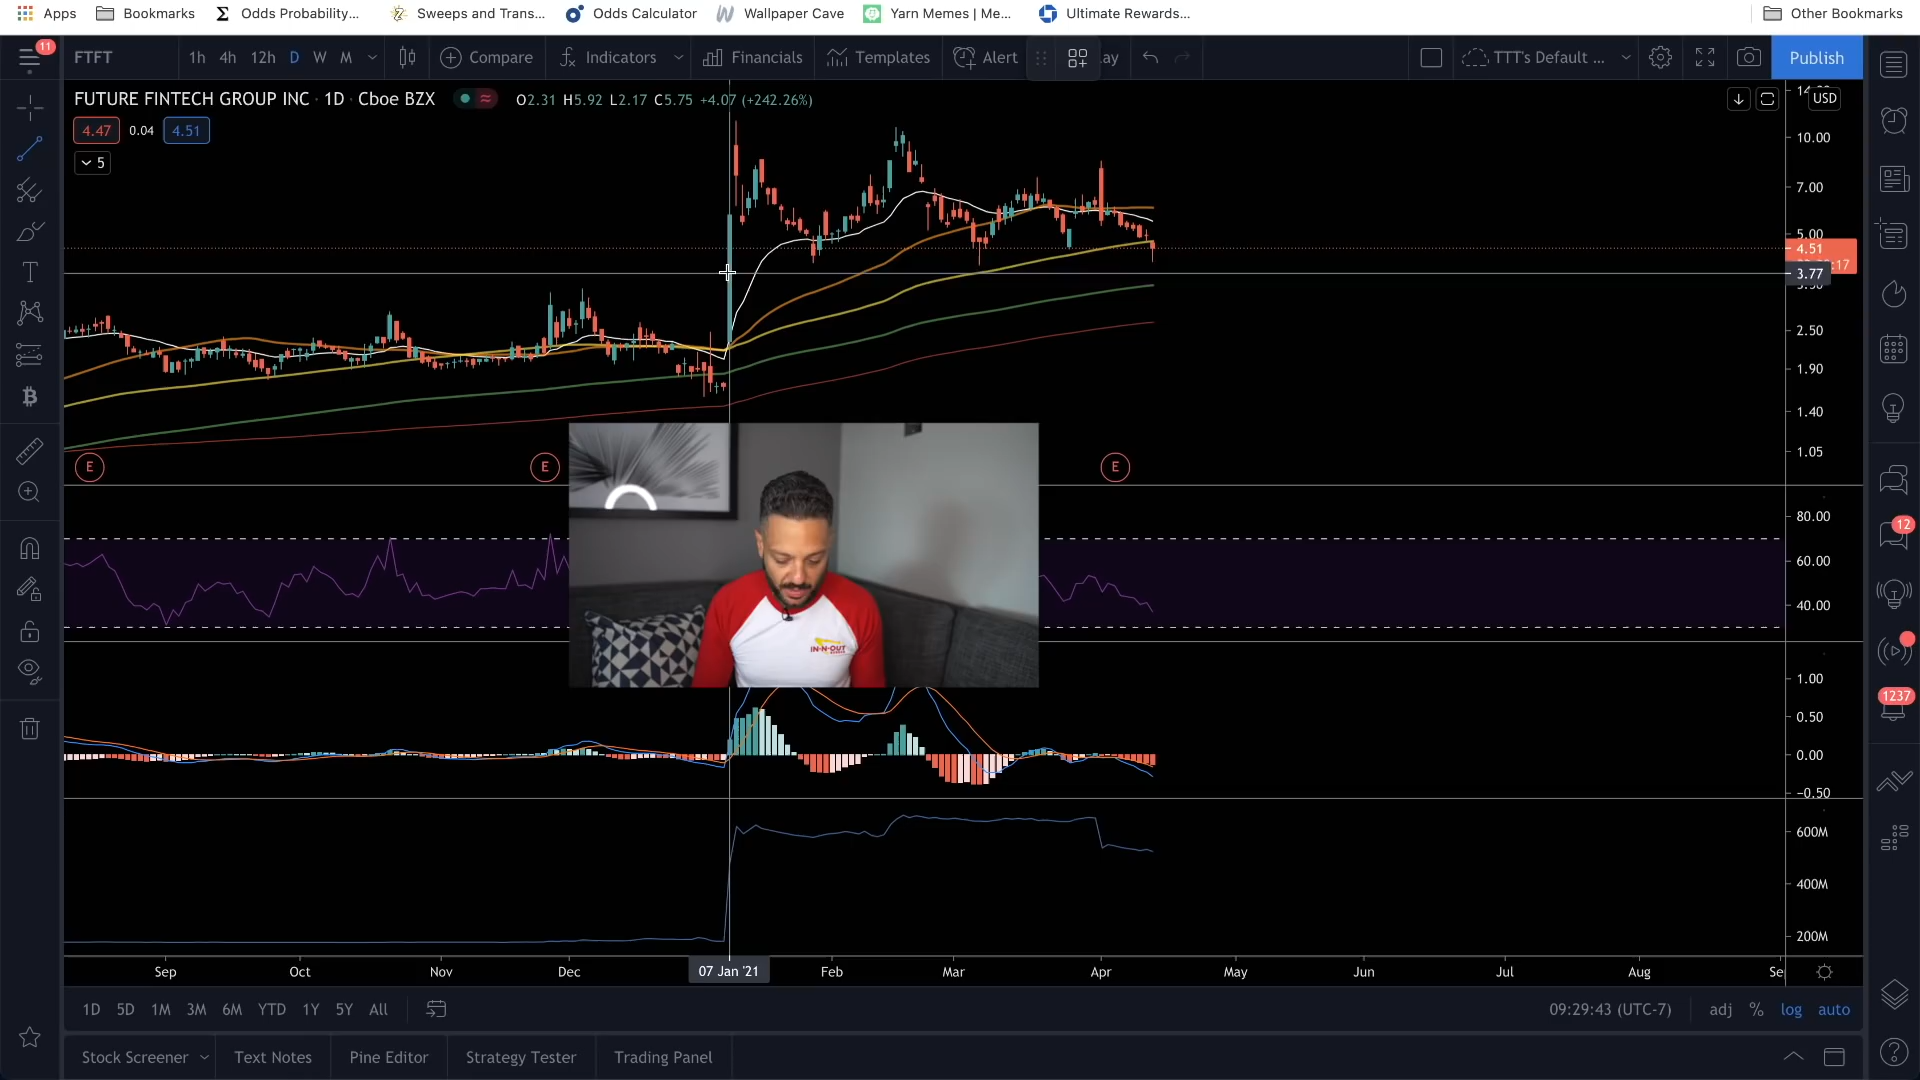 Apps Bookmarks Odds Probability... Sweeps and Trans... Odds Calculator Wallpaper Cave Yarn Memes | Me... Ultimate Rewards... Other Bookmarks
11 FTFT 1h 4h 12h D W M Compare Indicators Financials Templates Alert ay TTT's Default ... Publish
FUTURE FINTECH GROUP INC · 1D · Cboe BZX O2.31 H5.92 L2.17 C5.75 +4.07 (+242.26%) USD
4.47 0.04 4.51
5
10.00
7.00
5.00
4.51
:17
3.77
2.50
1.90
1.40
1.05
E E E
80.00
12
60.00
IN-N-OUT
40.00
1.00
1237
0.50
0.00
−0.50
600M
400M
200M
Sep Oct Nov Dec 07 Jan '21 Feb Mar Apr May Jun Jul Aug Se
1D 5D 1M 3M 6M YTD 1Y 5Y All 09:29:43 (UTC-7) adj % log auto
Stock Screener Text Notes Pine Editor Strategy Tester Trading Panel